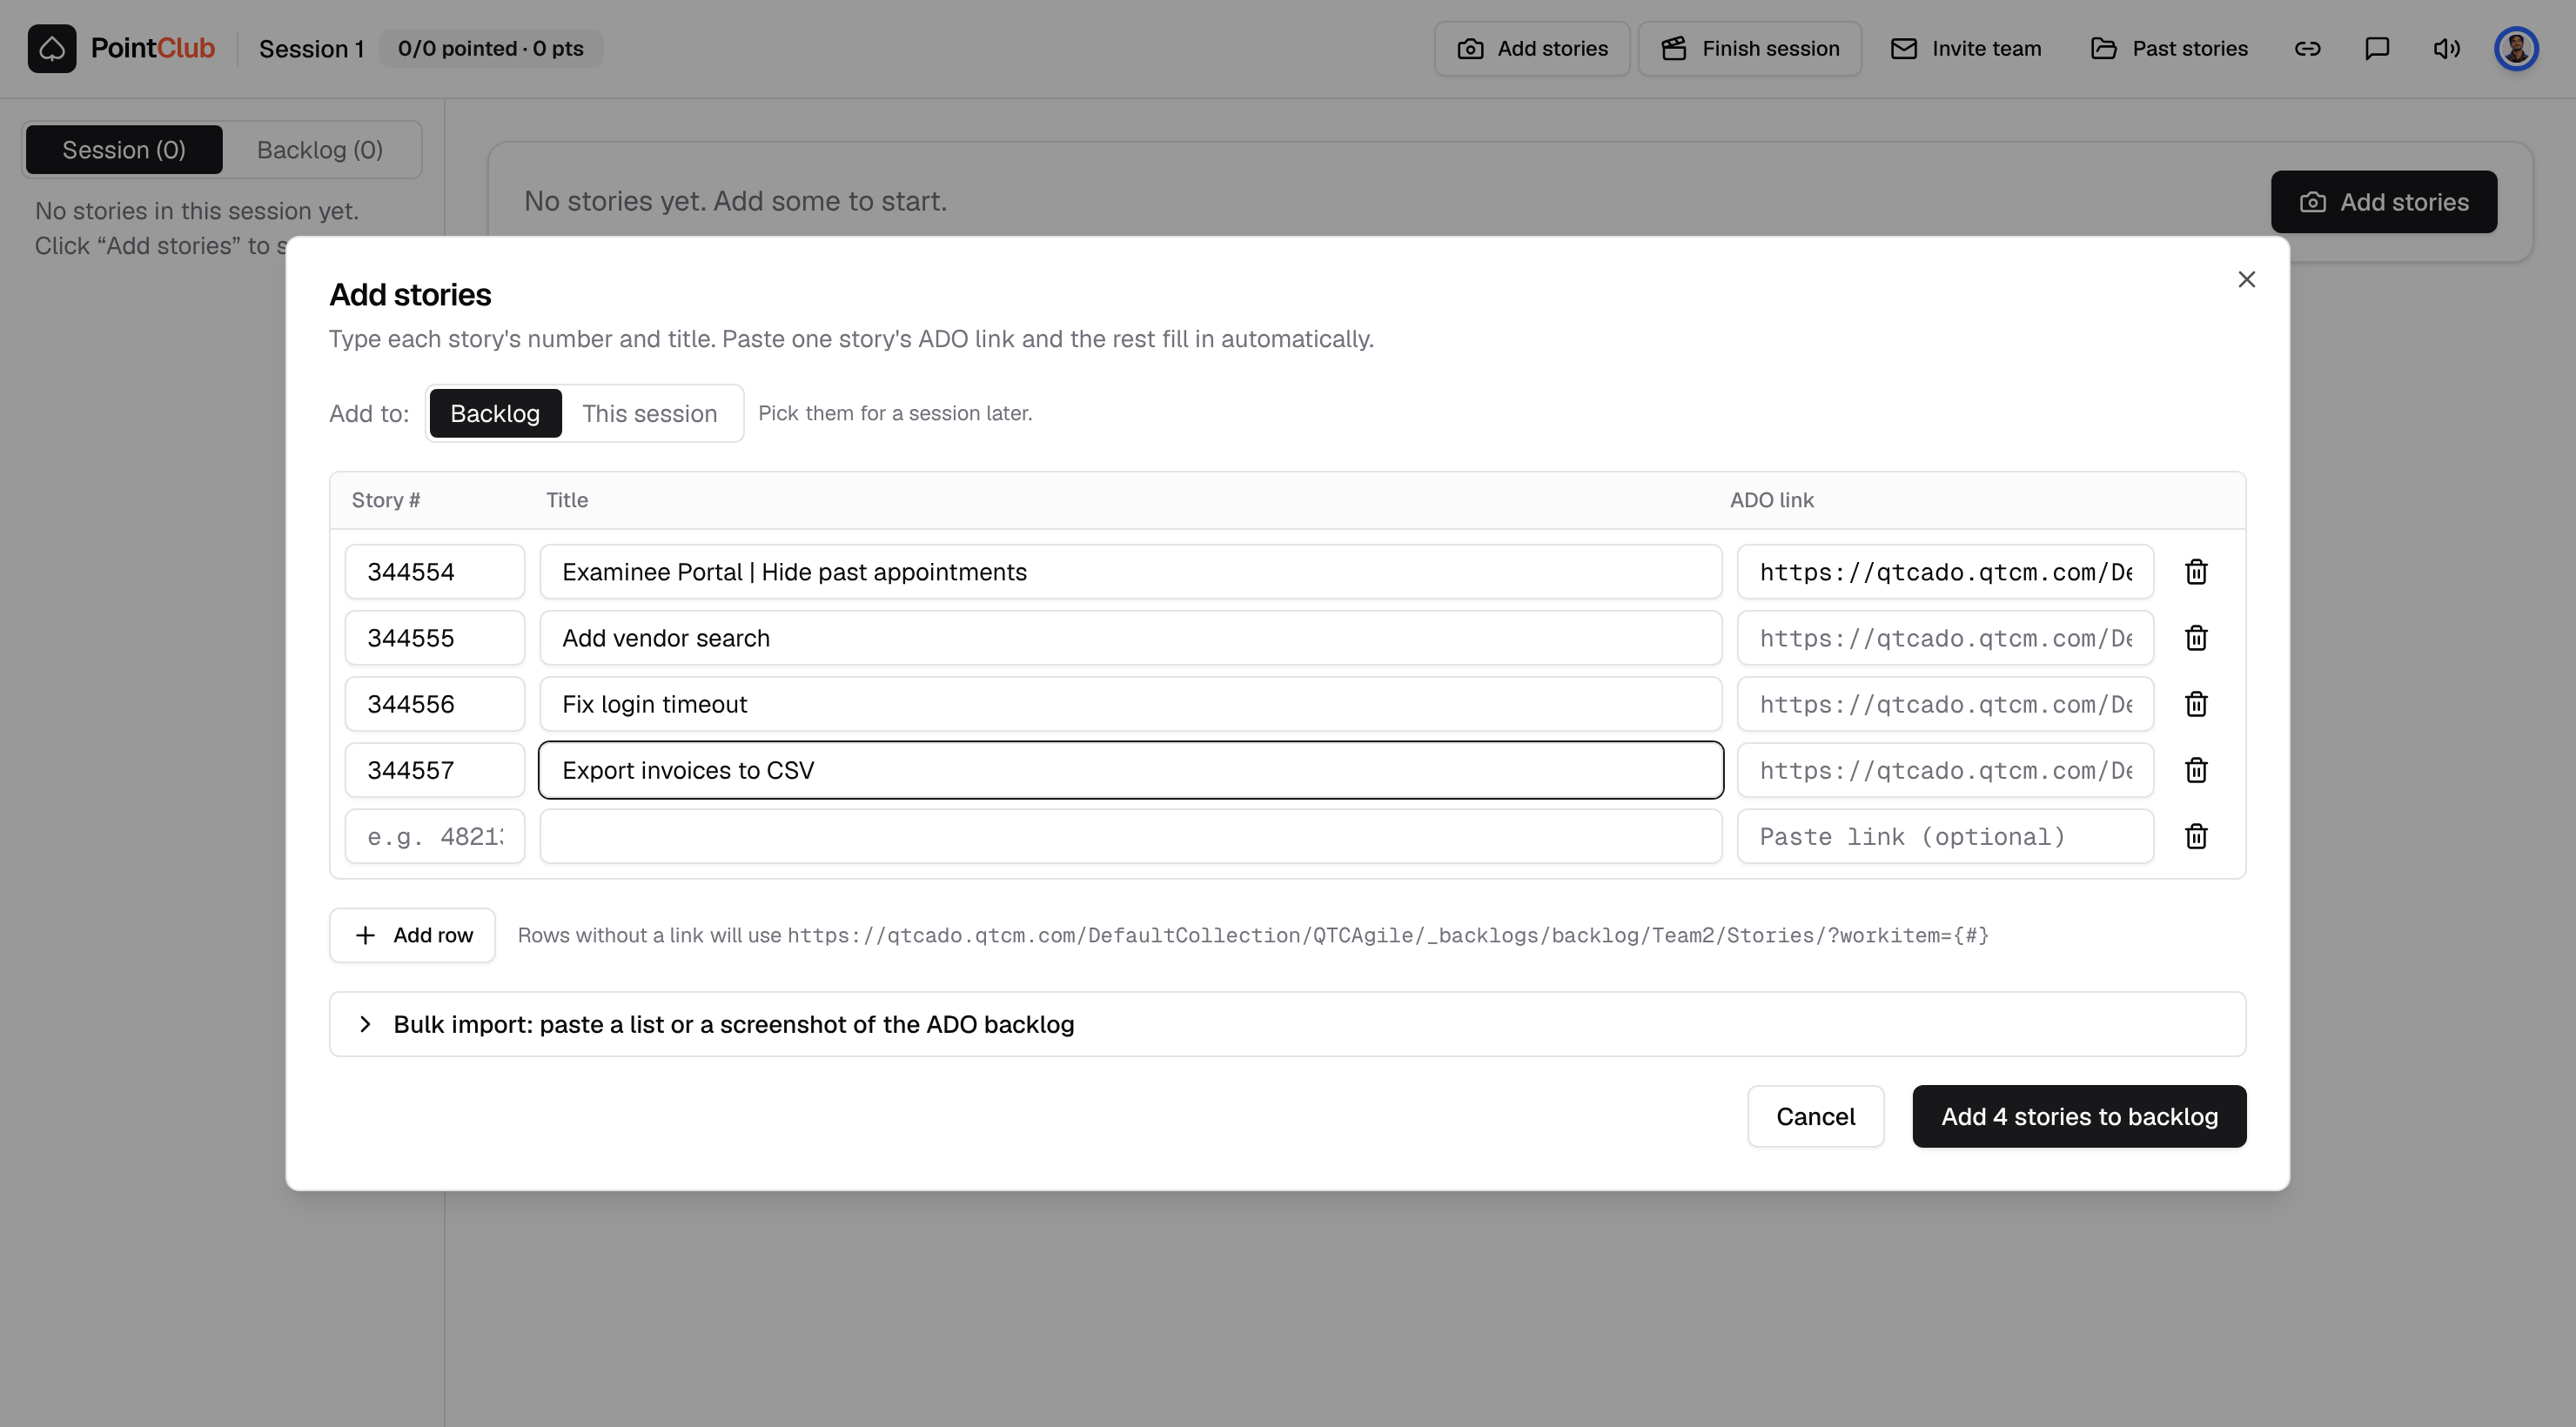 PointClub
Session 1
0/0 pointed · 0 pts
Add stories
Finish session
Invite team
Past stories
Session (0)
Backlog (0)
No stories in this session yet.
Click “Add stories” to
No stories yet. Add some to start.
Add stories
Add stories
Type each story's number and title. Paste one story's ADO link and the rest fill in automatically.
Add to:
Backlog
This session
Pick them for a session later.
Story #
Title
ADO link
344554
Examinee Portal | Hide past appointments
https://qtcado.qtcm.com/De
344555
Add vendor search
https://qtcado.qtcm.com/De
344556
Fix login timeout
https://qtcado.qtcm.com/De
344557
Export invoices to CSV
https://qtcado.qtcm.com/De
e.g. 4821
Paste link (optional)
Add row
Rows without a link will use https://qtcado.qtcm.com/DefaultCollection/QTCAgile/_backlogs/backlog/Team2/Stories/?workitem={#}
Bulk import: paste a list or a screenshot of the ADO backlog
Cancel
Add 4 stories to backlog